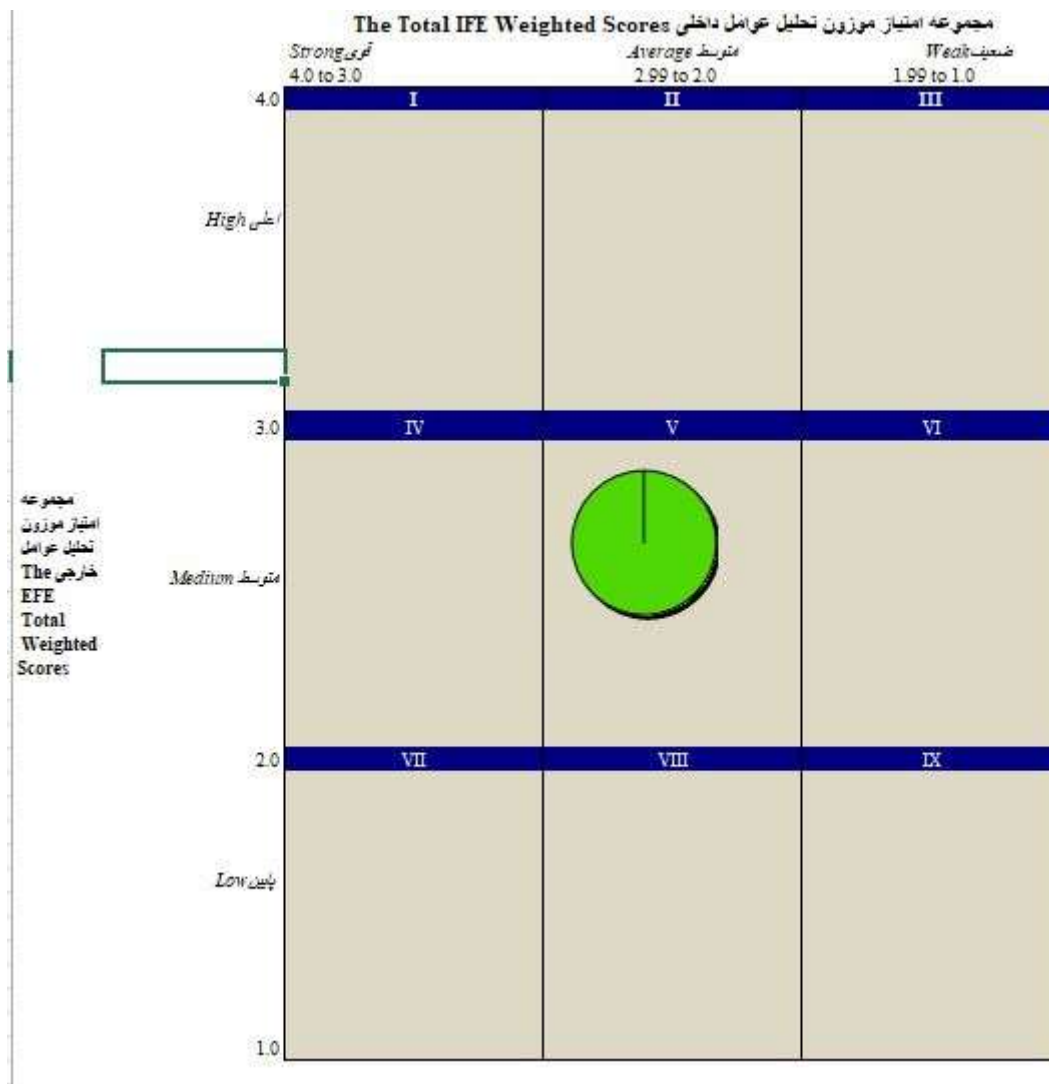 مجموعه امتیاز موزون تحلیل عوامل داخلی The Total IFE Weighted Scores
Strong قوی
Average متوسط
Weak ضعیف
4.0 to 3.0
2.99 to 2.0
1.99 to 1.0
4.0
I
II
III
High اعلی
3.0
IV
V
VI
مجموعه
امتیاز موزون
تحلیل عوامل
خارجی The
EFE
Total
Weighted
Scores
Medium متوسط
2.0
VII
VIII
IX
Low پایین
1.0